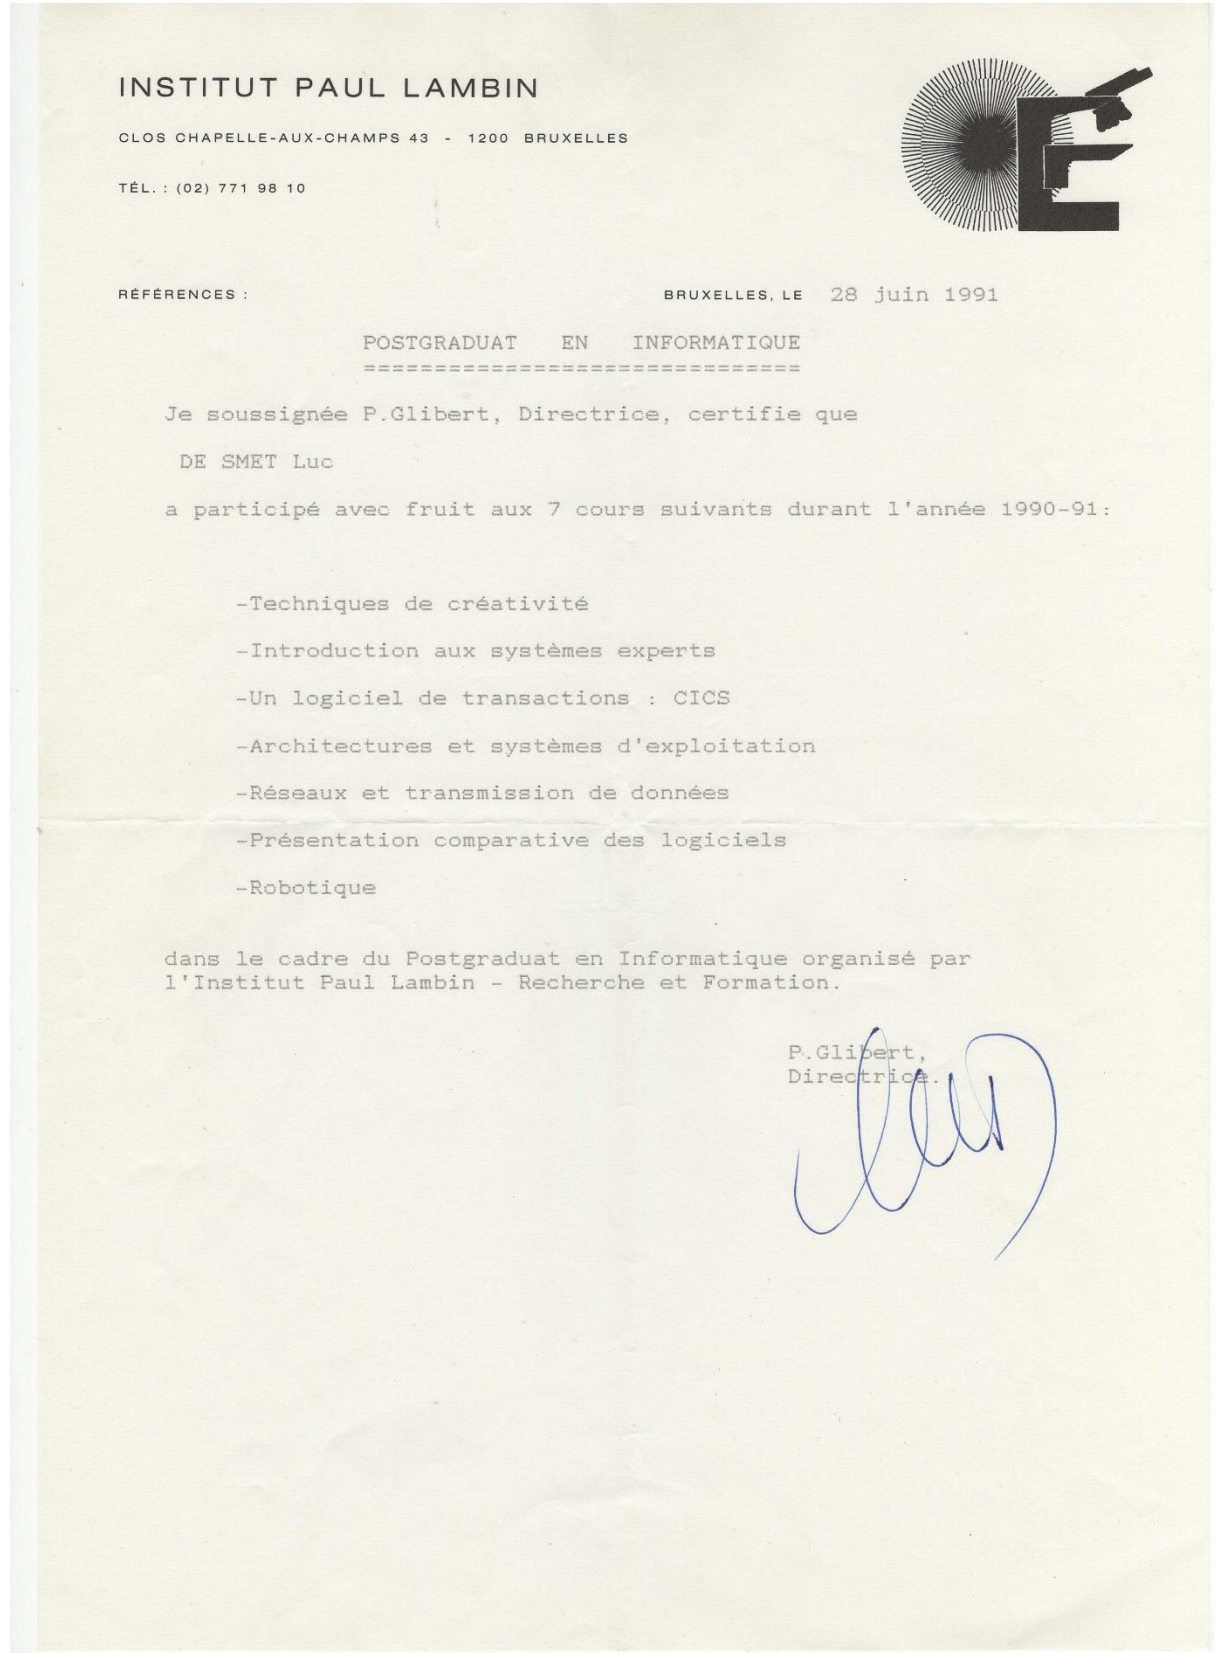 INSTITUT PAUL LAMBIN
CLOS CHAPELLE-AUX-CHAMPS 43 - 1200 BRUXELLES
TÉL. : (02) 771 98 10
RÉFÉRENCES :
BRUXELLES, LE 28 juin 1991
POSTGRADUAT EN INFORMATIQUE
===============================
Je soussignée P.Glibert, Directrice, certifie que
DE SMET Luc
a participé avec fruit aux 7 cours suivants durant l'année 1990-91:
-Techniques de créativité
-Introduction aux systèmes experts
-Un logiciel de transactions : CICS
-Architectures et systèmes d'exploitation
-Réseaux et transmission de données
-Présentation comparative des logiciels
-Robotique
dans le cadre du Postgraduat en Informatique organisé par
l'Institut Paul Lambin - Recherche et Formation.
P.Glibert,
Directrice.